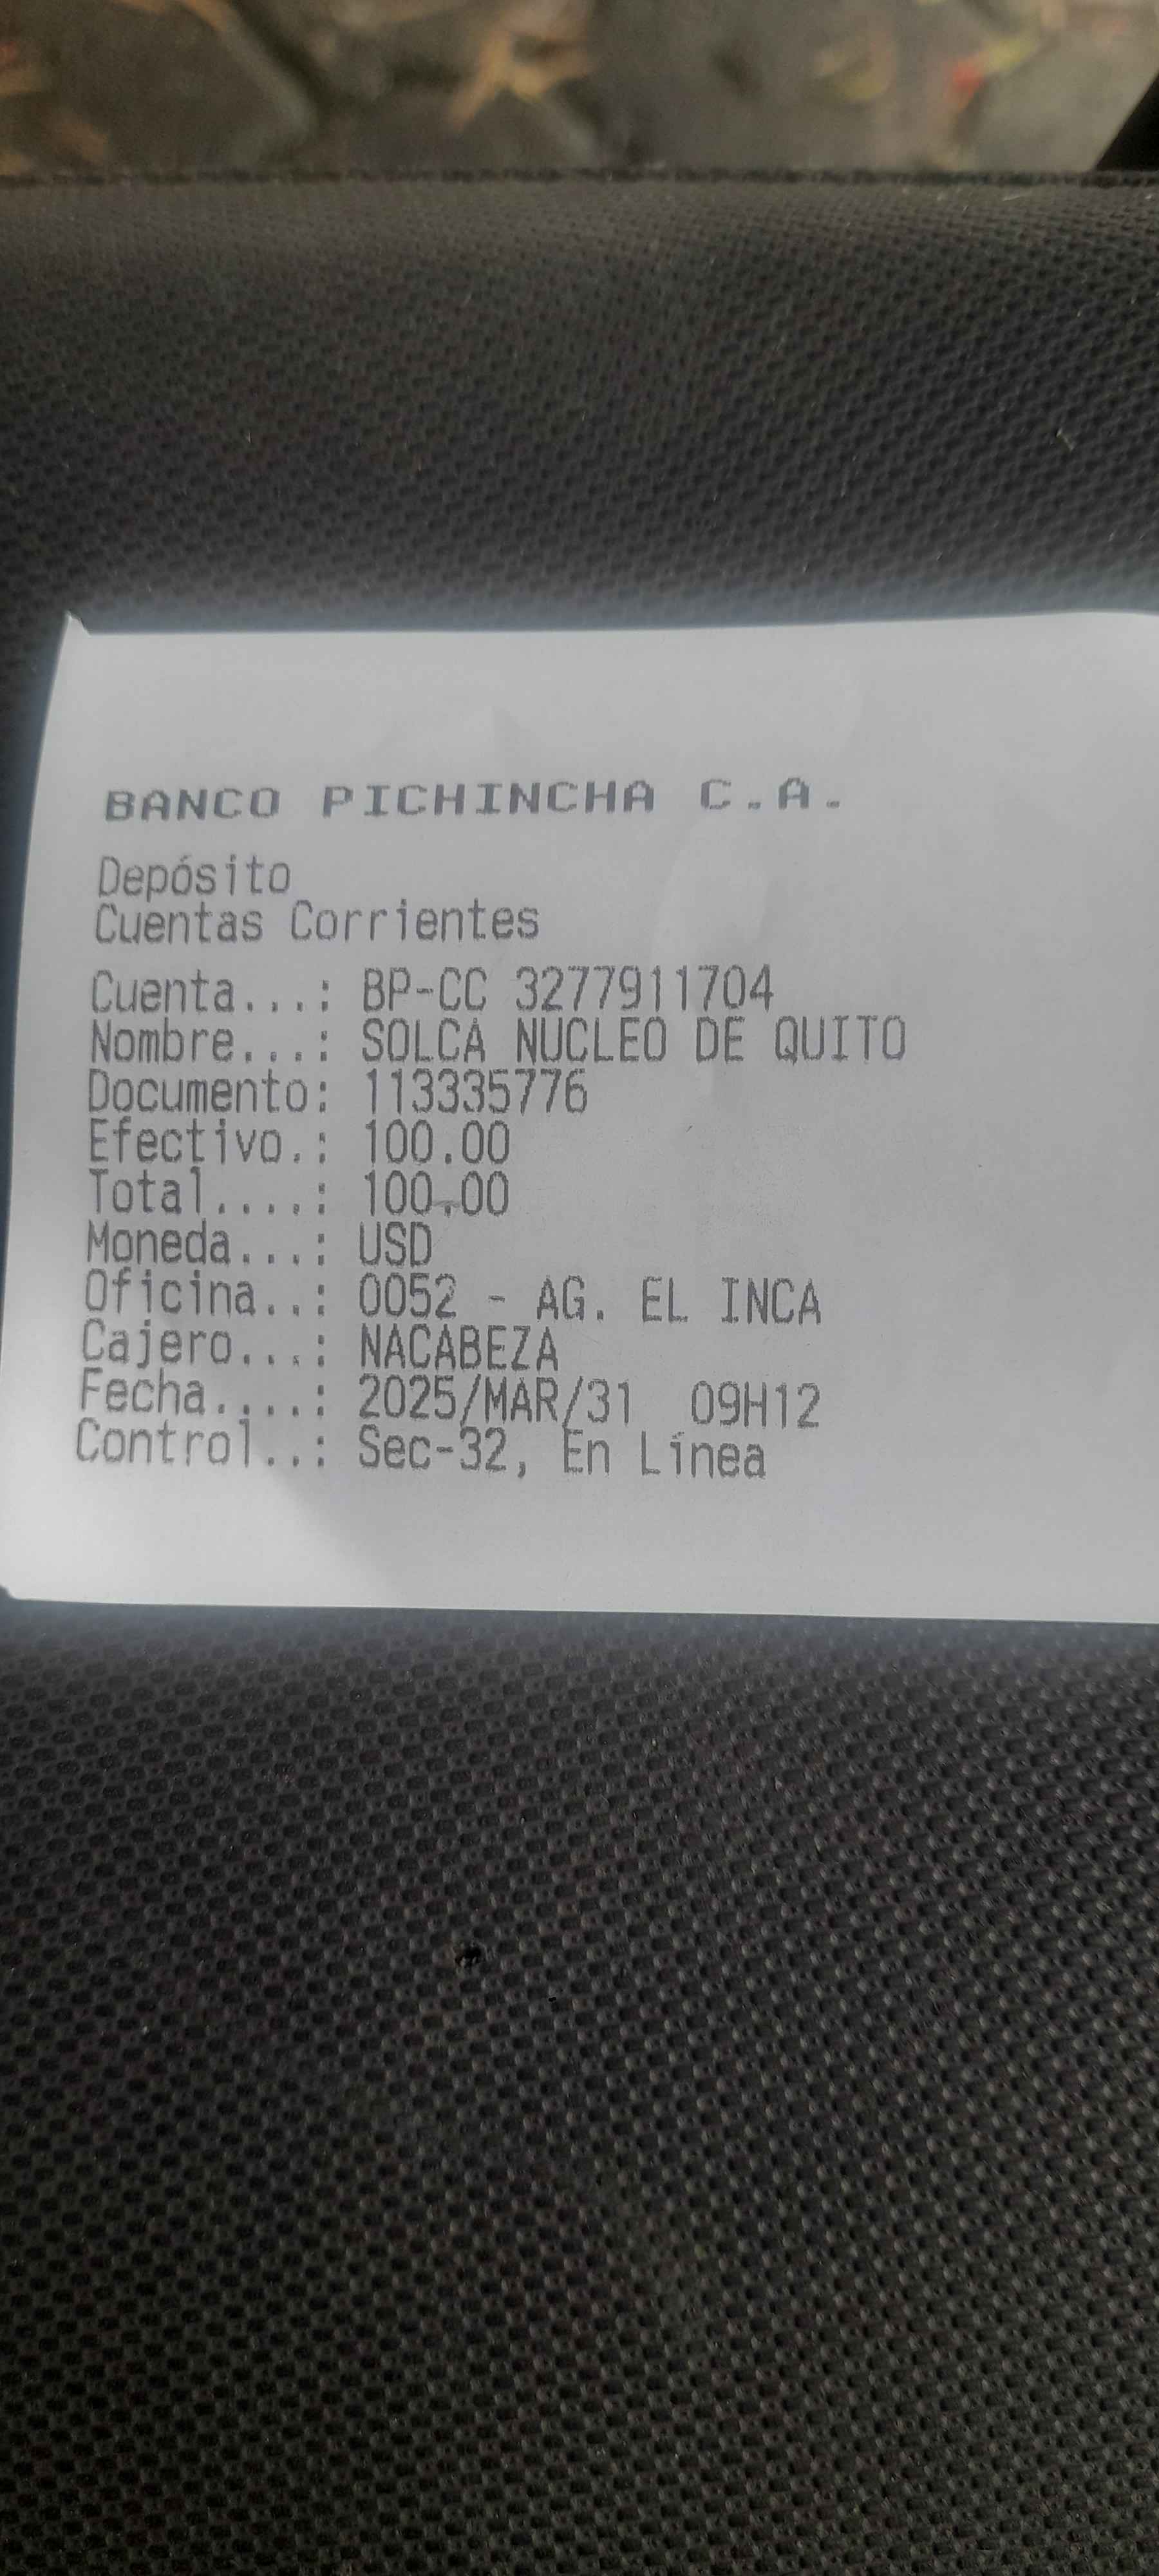 BANCO PICHINCHA C.A.
Depósito
Cuentas Corrientes
Cuenta...: BP-CC 3277911704
Nombre...: SOLCA NUCLEO DE QUITO
Documento: 113335776
Efectivo.: 100.00
Total....: 100.00
Moneda...: USD
Oficina..: 0052 - AG. EL INCA
Cajero...: NACABEZA
Fecha....: 2025/MAR/31 09H12
Control..: Sec-32, En Línea